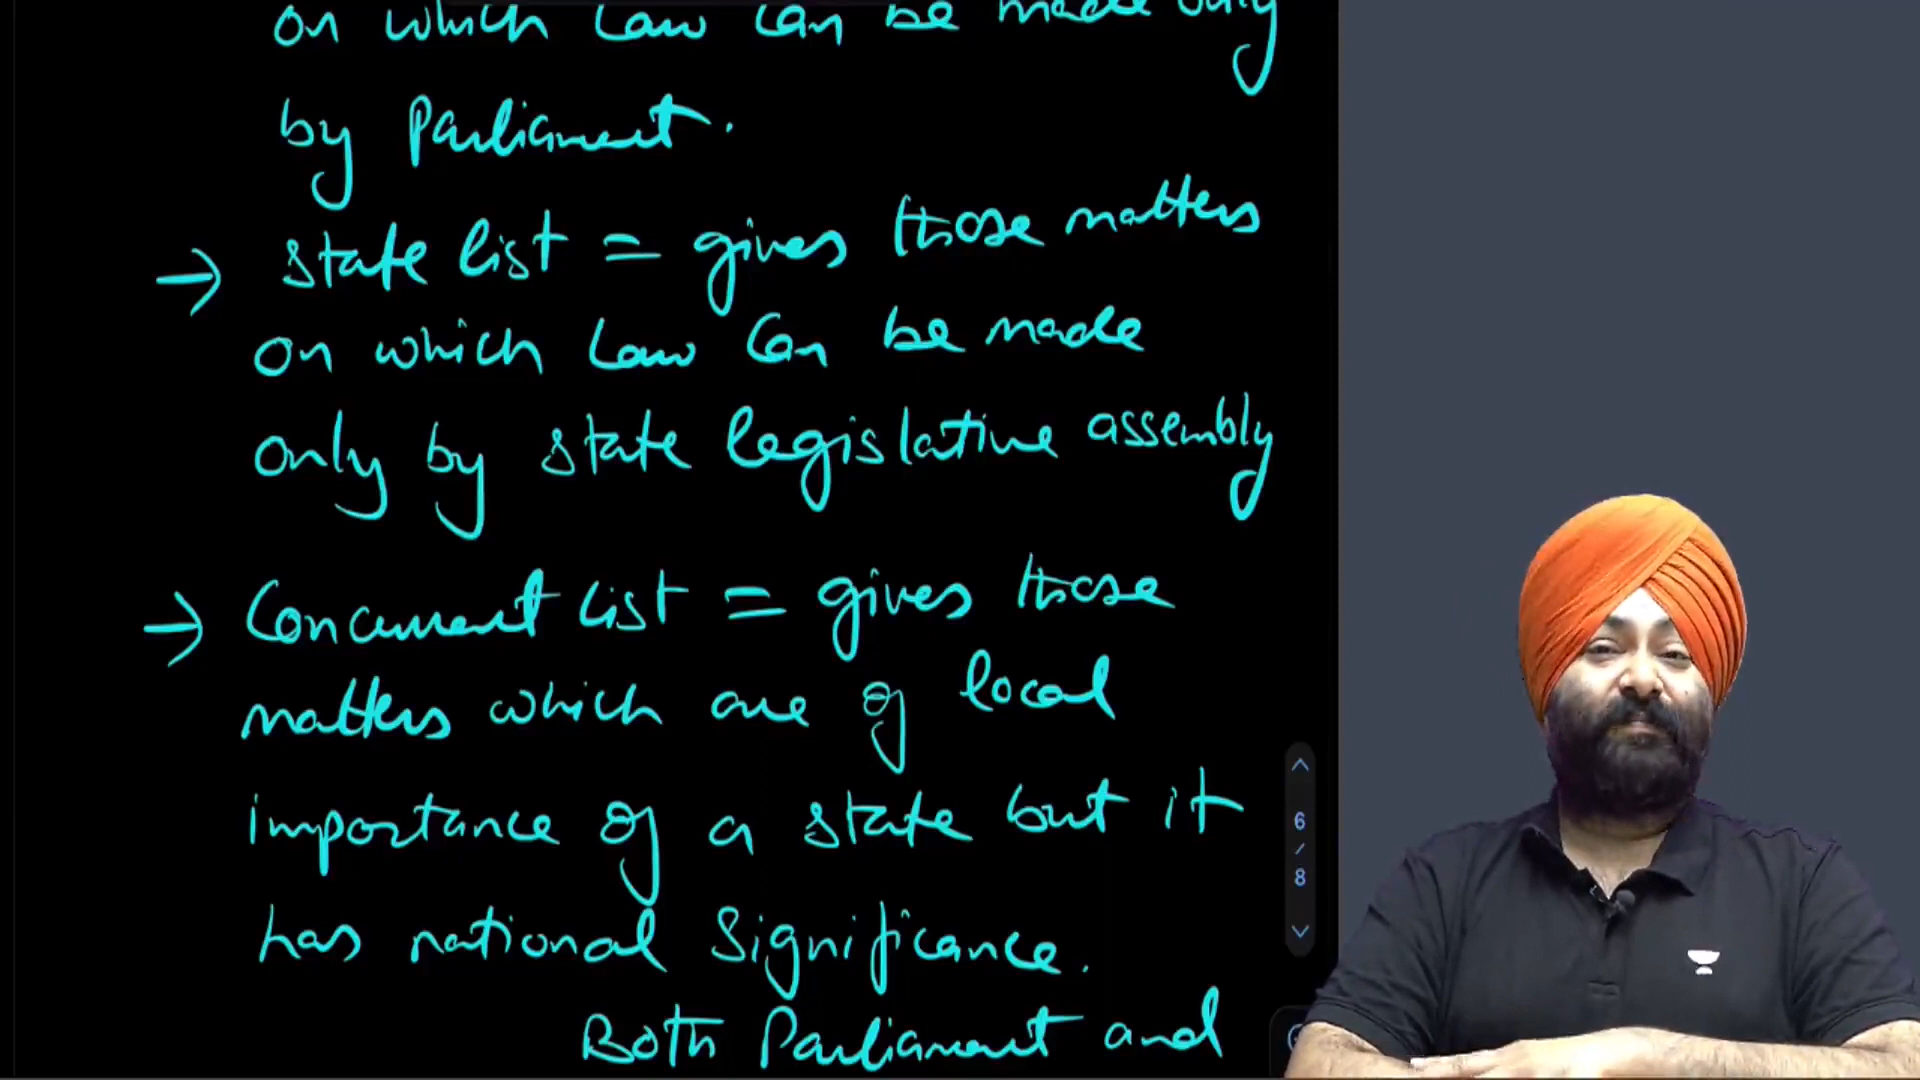 on which law can be made only
by Parliament.
→ State list = gives those matters
on which law can be made
only by state legislative assembly
→ Concurrent list = gives those
matters which are of local
importance of a state but it
has national significance.
Both Parliament and
6
/
8